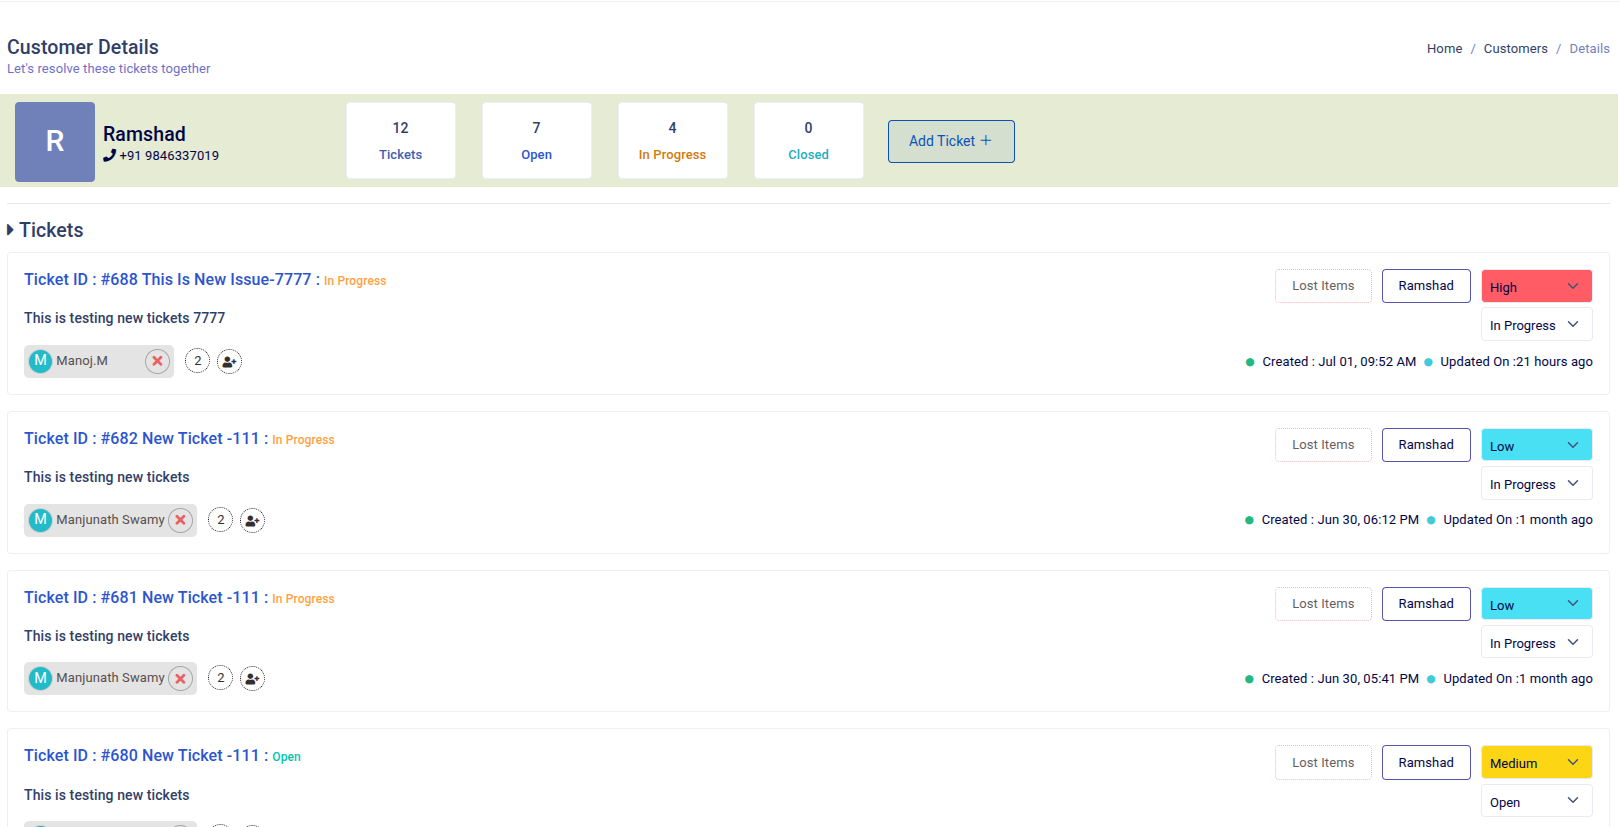 Customer Details
Let's resolve these tickets together
Home / Customers / Details
R
Ramshad
+91 9846337019
12
Tickets
7
Open
4
In Progress
0
Closed
Add Ticket +
Tickets
Ticket ID : #688 This Is New Issue-7777 : In Progress
Lost Items
Ramshad
High
This is testing new tickets 7777
In Progress
M Manoj.M
2
Created : Jul 01, 09:52 AM
Updated On :21 hours ago
Ticket ID : #682 New Ticket -111 : In Progress
Lost Items
Ramshad
Low
This is testing new tickets
In Progress
M Manjunath Swamy
2
Created : Jun 30, 06:12 PM
Updated On :1 month ago
Ticket ID : #681 New Ticket -111 : In Progress
Lost Items
Ramshad
Low
This is testing new tickets
In Progress
M Manjunath Swamy
2
Created : Jun 30, 05:41 PM
Updated On :1 month ago
Ticket ID : #680 New Ticket -111 : Open
Lost Items
Ramshad
Medium
This is testing new tickets
Open